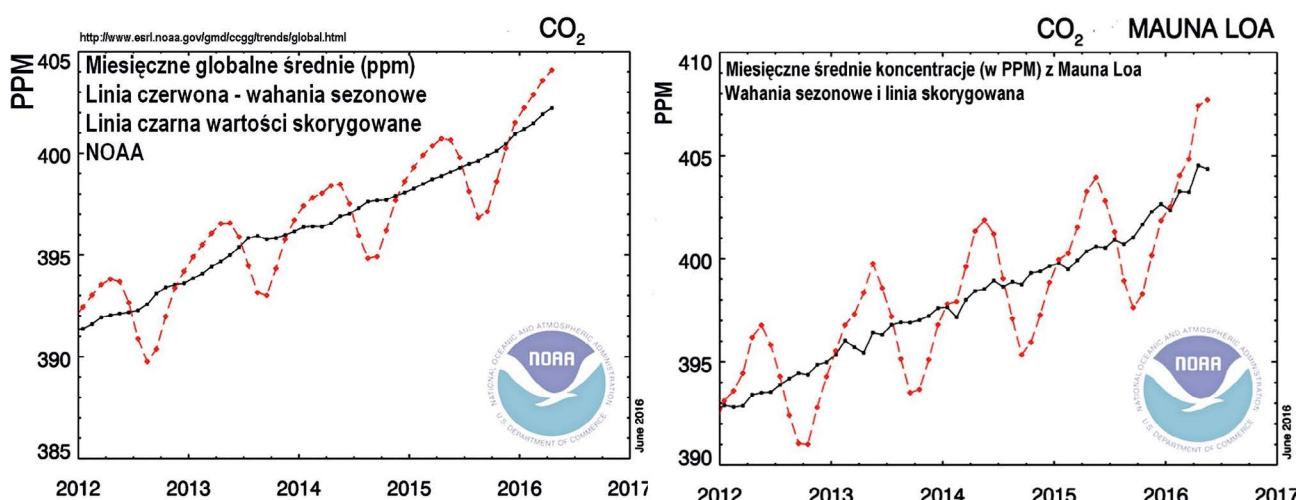 http://www.esrl.noaa.gov/gmd/ccgg/trends/global.html
CO2
PPM
Miesięczne globalne średnie (ppm)
Linia czerwona - wahania sezonowe
Linia czarna wartości skorygowane
NOAA
405
400
395
390
385
2012 2013 2014 2015 2016 2017
NATIONAL OCEANIC AND ATMOSPHERIC ADMINISTRATION
NOAA
U.S. DEPARTMENT OF COMMERCE
June 2016
CO2 MAUNA LOA
PPM
Miesięczne średnie koncentracje (w PPM) z Mauna Loa
Wahania sezonowe i linia skorygowana
410
405
400
395
390
2012 2013 2014 2015 2016 2017
NATIONAL OCEANIC AND ATMOSPHERIC ADMINISTRATION
NOAA
U.S. DEPARTMENT OF COMMERCE
June 2016